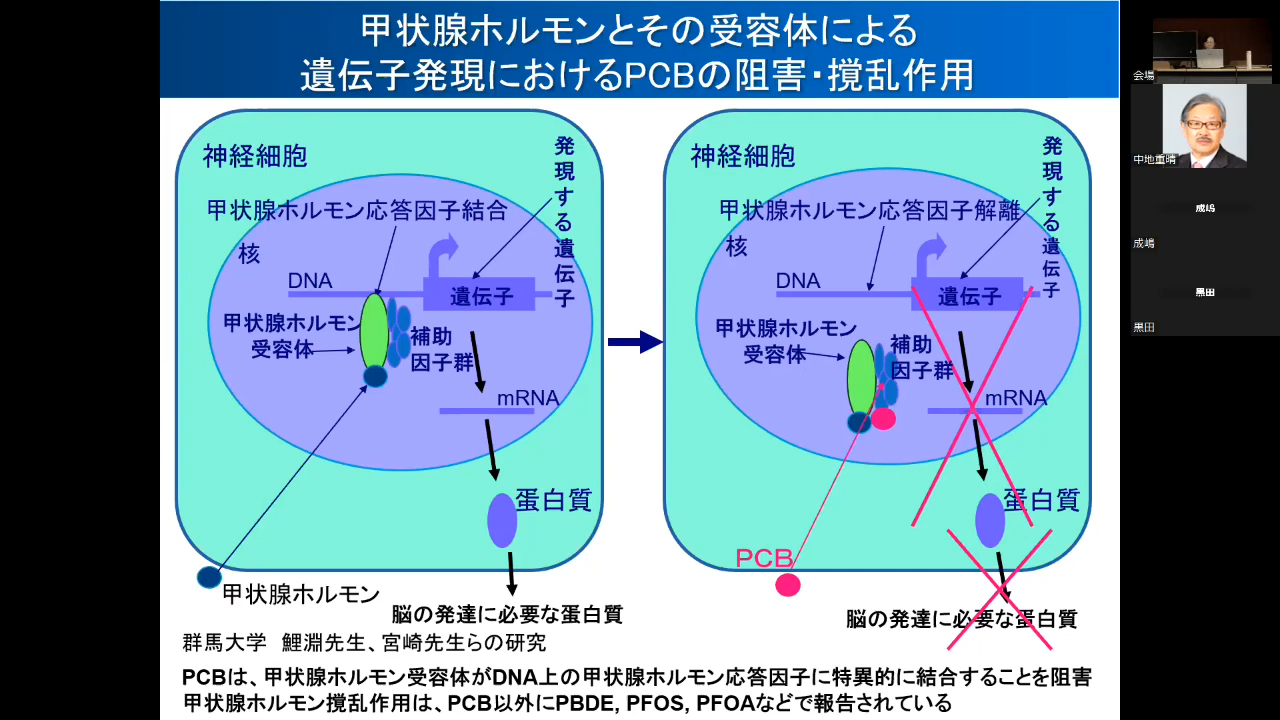 甲状腺ホルモンとその受容体による
遺伝子発現におけるPCBの阻害・撹乱作用
神経細胞
発現する遺伝子
甲状腺ホルモン応答因子結合
核
DNA
遺伝子
甲状腺ホルモン
受容体
補助
因子群
mRNA
蛋白質
甲状腺ホルモン
脳の発達に必要な蛋白質
神経細胞
発現する遺伝子
甲状腺ホルモン応答因子解離
核
DNA
遺伝子
甲状腺ホルモン
受容体
補助
因子群
mRNA
蛋白質
PCB
脳の発達に必要な蛋白質
群馬大学 鯉淵先生、宮崎先生らの研究
PCBは、甲状腺ホルモン受容体がDNA上の甲状腺ホルモン応答因子に特異的に結合することを阻害
甲状腺ホルモン撹乱作用は、PCB以外にPBDE, PFOS, PFOAなどで報告されている
会場
中地重晴
成嶋
成嶋
黒田
黒田